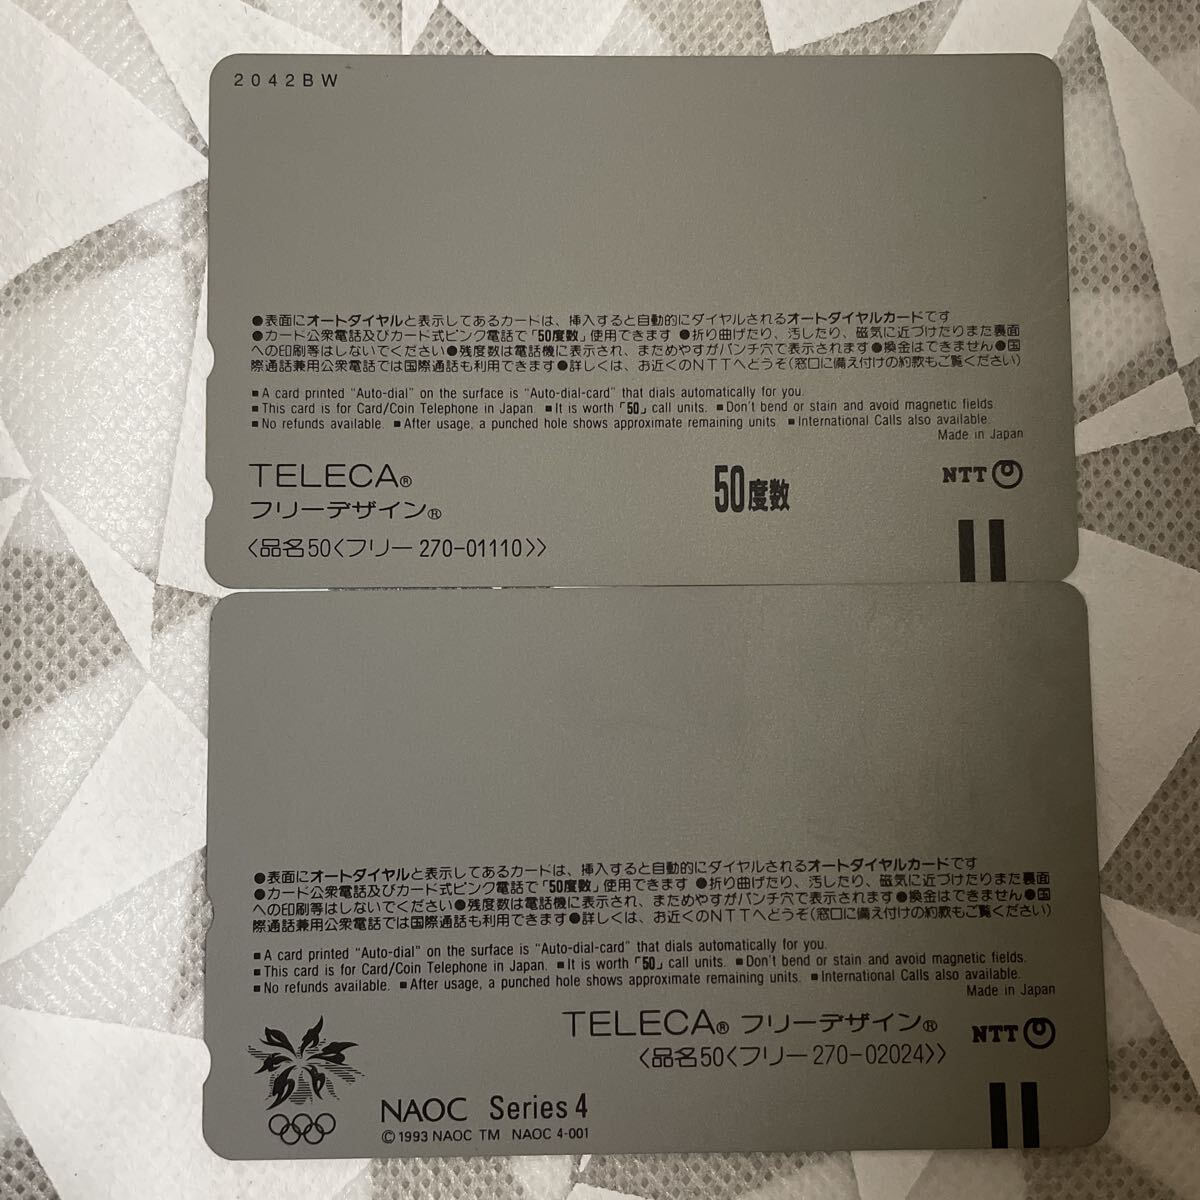 2042BW
●表面にオートダイヤルと表示してあるカードは、挿入すると自動的にダイヤルされるオートダイヤルカードです
●カード公衆電話及びカード式ピンク電話で「50度数」使用できます ●折り曲げたり、汚したり、磁気に近づけたりまた裏面
への印刷等はしないでください●残度数は電話機に表示され、まためやすがパンチ穴で表示されます●換金はできません●国
際通話兼用公衆電話では国際通話も利用できます●詳しくは、お近くのNTTへどうぞ(窓口に備え付けの約款もご覧ください)
■A card printed "Auto-dial" on the surface is "Auto-dial-card" that dials automatically for you.
■This card is for Card/Coin Telephone in Japan. ■It is worth「50」call units. ■Don't bend or stain and avoid magnetic fields.
■No refunds available. ■After usage, a punched hole shows approximate remaining units. ■International Calls also available.
Made in Japan
TELECA®
50度数
NTT
フリーデザイン®
〈品名50〈フリー270-01110〉〉
●表面にオートダイヤルと表示してあるカードは、挿入すると自動的にダイヤルされるオートダイヤルカードです
●カード公衆電話及びカード式ピンク電話で「50度数」使用できます ●折り曲げたり、汚したり、磁気に近づけたりまた裏面
への印刷等はしないでください●残度数は電話機に表示され、まためやすがパンチ穴で表示されます●換金はできません●国
際通話兼用公衆電話では国際通話も利用できます●詳しくは、お近くのNTTへどうぞ(窓口に備え付けの約款もご覧ください)
■A card printed "Auto-dial" on the surface is "Auto-dial-card" that dials automatically for you.
■This card is for Card/Coin Telephone in Japan. ■It is worth「50」call units. ■Don't bend or stain and avoid magnetic fields.
■No refunds available. ■After usage, a punched hole shows approximate remaining units. ■International Calls also available.
Made in Japan
TELECA® フリーデザイン®
NTT
〈品名50〈フリー270-02024〉〉
NAOC Series 4
©1993 NAOC TM NAOC 4-001